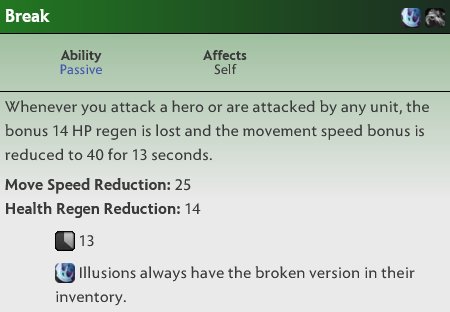 Break
Ability
Passive
Affects
Self
Whenever you attack a hero or are attacked by any unit, the
bonus 14 HP regen is lost and the movement speed bonus is
reduced to 40 for 13 seconds.
Move Speed Reduction: 25
Health Regen Reduction: 14
13
Illusions always have the broken version in their
inventory.